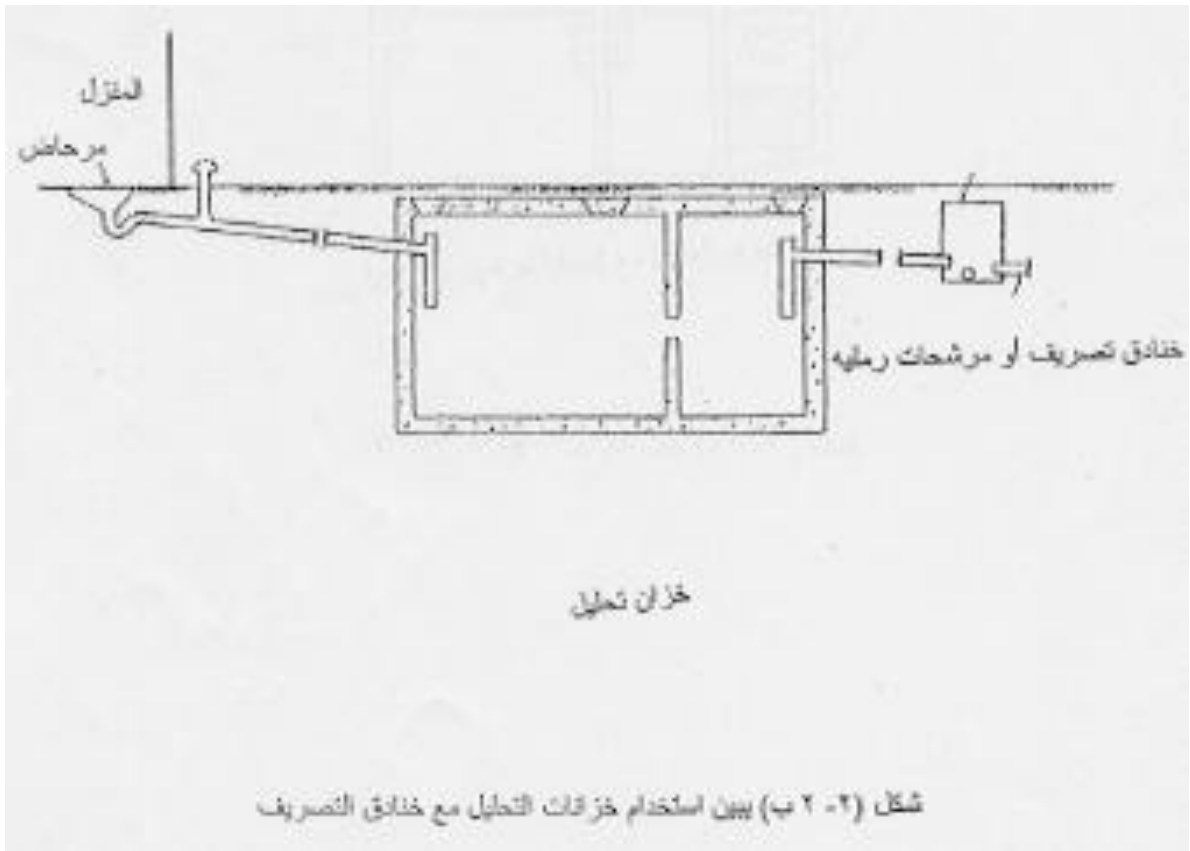 المنزل
مرحاض
خنادق تصريف أو مرشحات رمليه
خزان تحليل
شكل (٢- ٢ ب) يبين استخدام خزانات التحليل مع خنادق التصريف